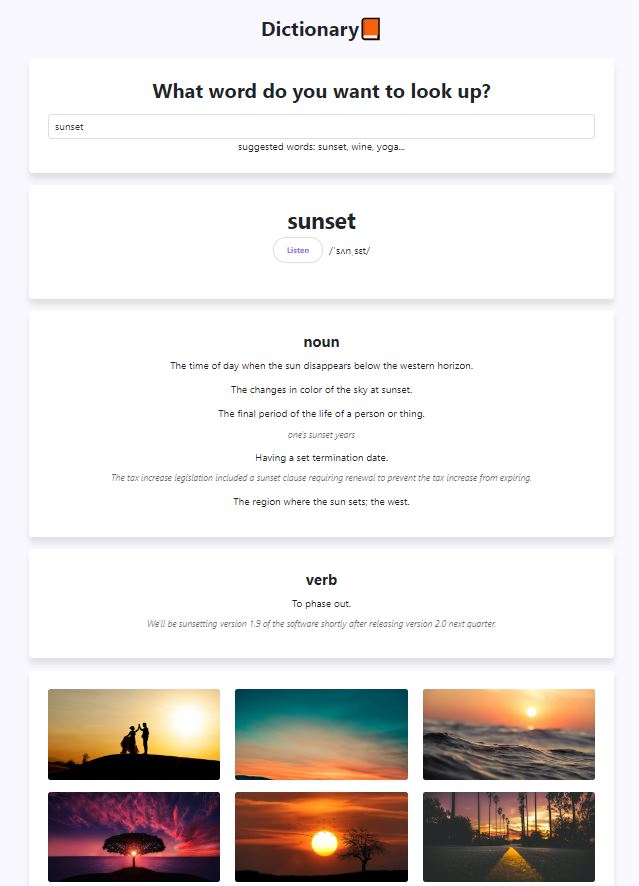 Dictionary📙
What word do you want to look up?
sunset
suggested words: sunset, wine, yoga...
sunset
Listen /ˈsʌnˌsɛt/
noun
The time of day when the sun disappears below the western horizon.
The changes in color of the sky at sunset.
The final period of the life of a person or thing.
one's sunset years
Having a set termination date.
The tax increase legislation included a sunset clause requiring renewal to prevent the tax increase from expiring.
The region where the sun sets; the west.
verb
To phase out.
We'll be sunsetting version 1.9 of the software shortly after releasing version 2.0 next quarter.